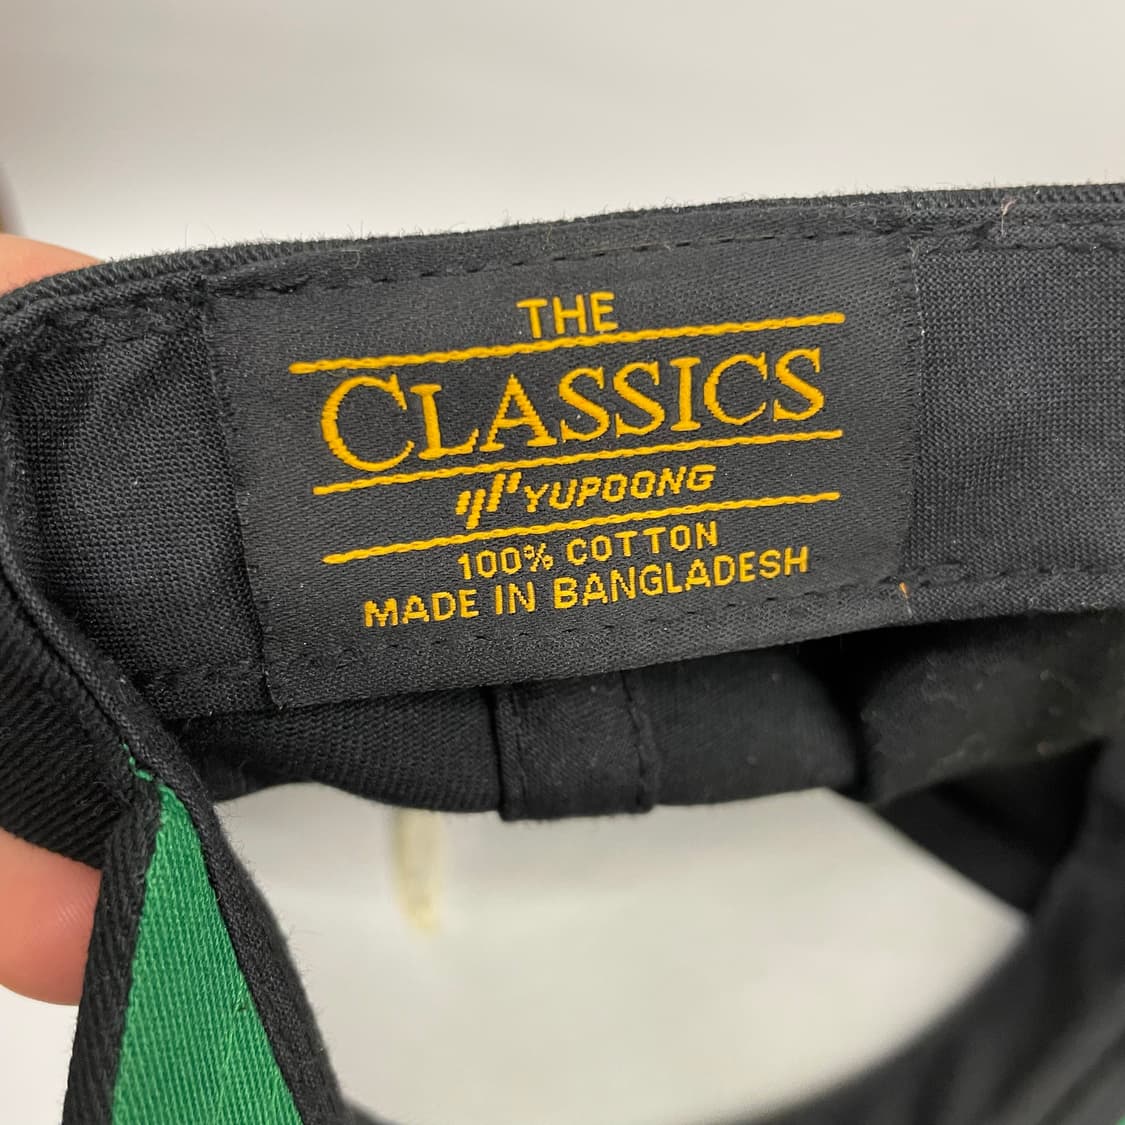 THE
CLASSICS
YUPOONG
100% COTTON
MADE IN BANGLADESH